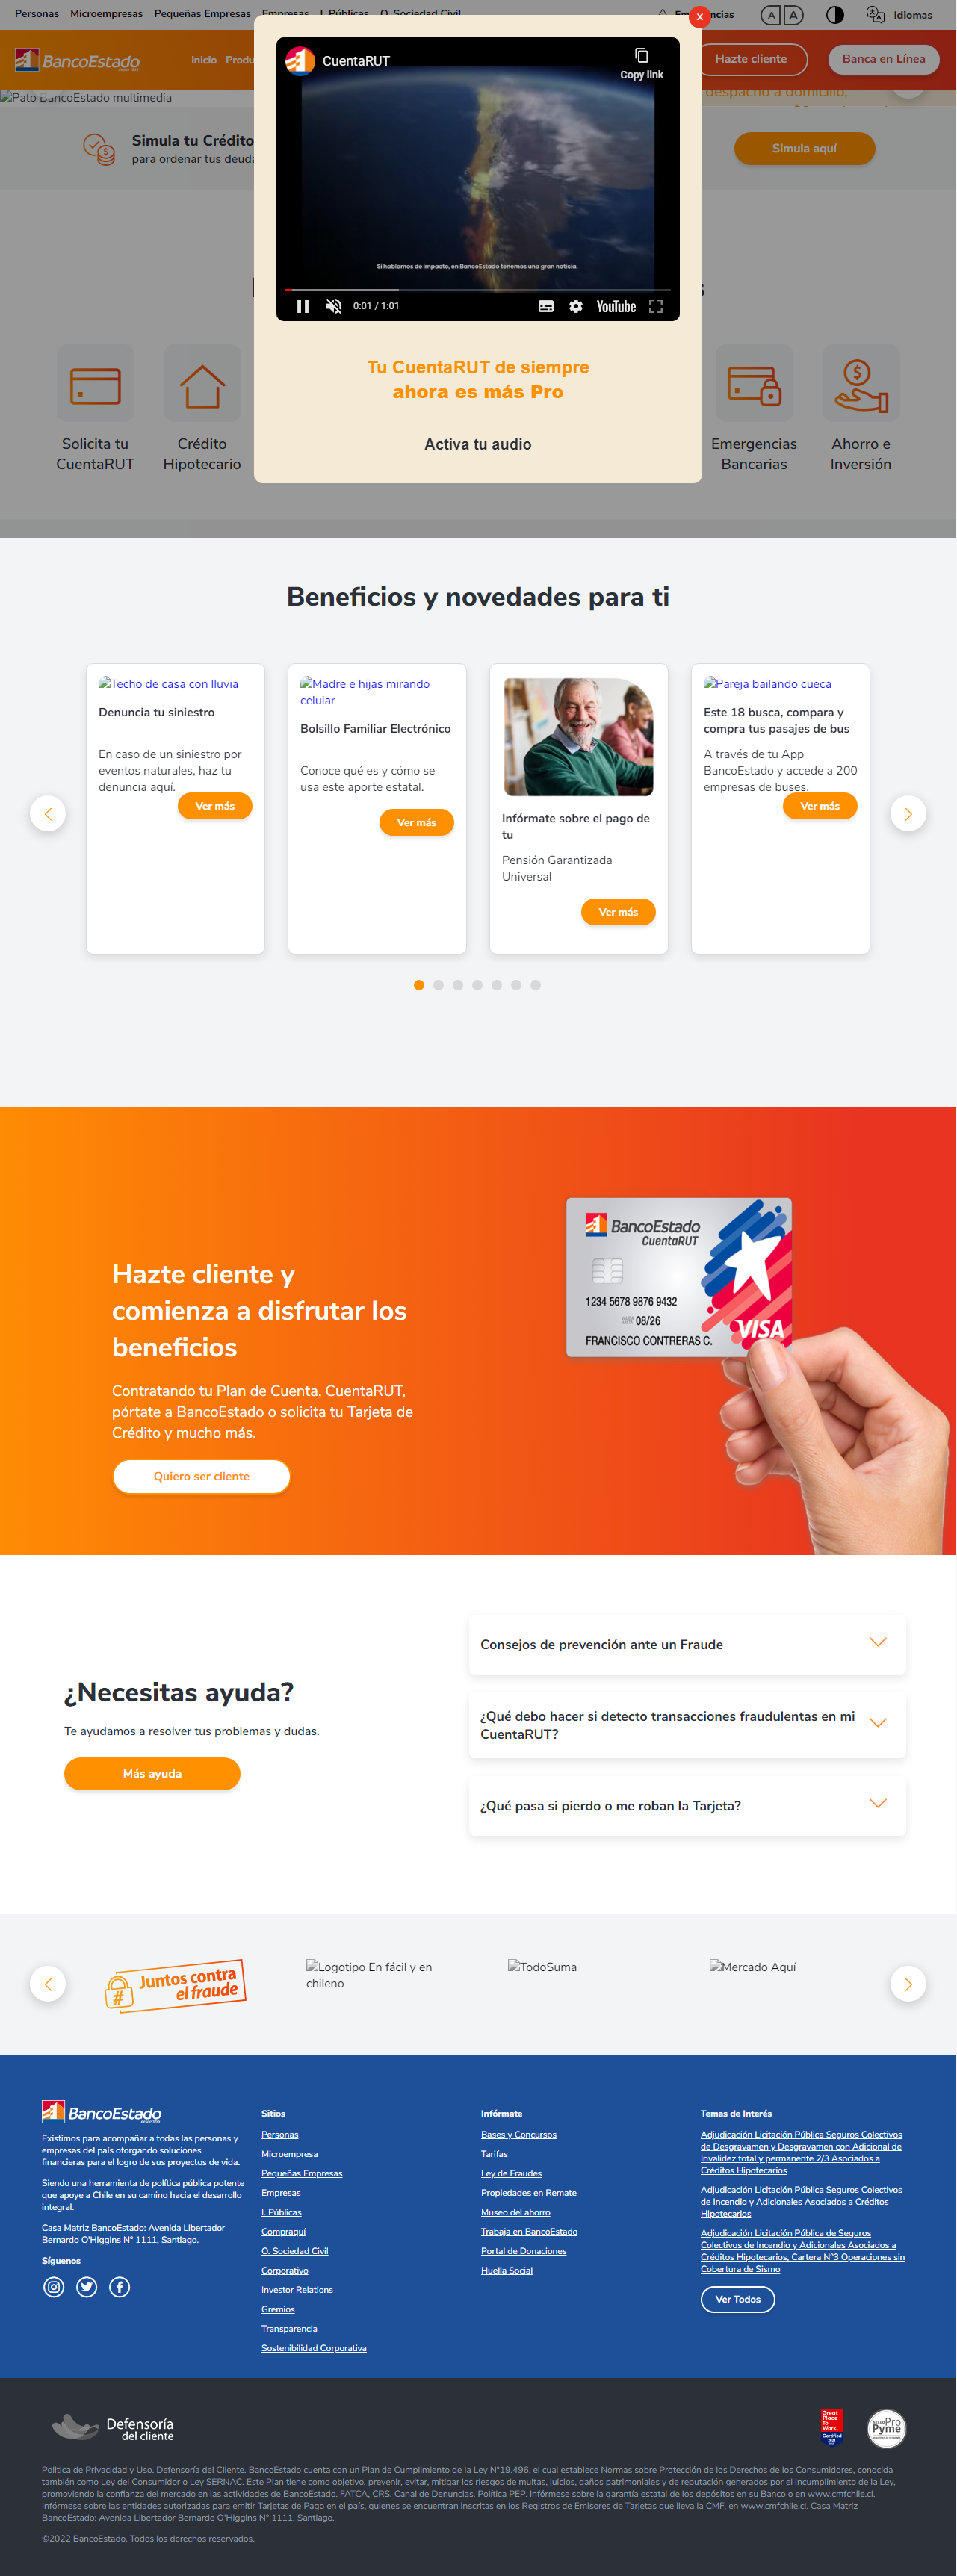 Personas Microempresas Pequeñas Empresas Empresas I. Públicas O. Sociedad Civil
A A
Idiomas
X
BancoEstado
Inicio
Hazte cliente
Banca en Línea
CuentaRUT
Copy link
Pato BancoEstado multimedia
despacho a domicilio,
Simula tu Crédito
para ordenar tus
Simula aquí
Si hablamos de impacto, en BancoEstado tenemos una gran noticia.
0:01 / 1:01
YouTube
Tu CuentaRUT de siempre
ahora es más Pro
Activa tu audio
Solicita tu
CuentaRUT
Crédito
Hipotecario
Emergencias
Bancarias
Ahorro e
Inversión
Beneficios y novedades para ti
Techo de casa con lluvia
Denuncia tu siniestro
En caso de un siniestro por
eventos naturales, haz tu
denuncia aquí.
Ver más
Madre e hijas mirando
celular
Bolsillo Familiar Electrónico
Conoce qué es y cómo se
usa este aporte estatal.
Ver más
Infórmate sobre el pago de
tu
Pensión Garantizada
Universal
Ver más
Pareja bailando cueca
Este 18 busca, compara y
compra tus pasajes de bus
A través de tu App
BancoEstado y accede a 200
empresas de buses.
Ver más
Hazte cliente y
comienza a disfrutar los
beneficios
Contratando tu Plan de Cuenta, CuentaRUT,
pórtate a BancoEstado o solicita tu Tarjeta de
Crédito y mucho más.
Quiero ser cliente
BancoEstado
CuentaRUT
1234 5678 9876 9432
08/26
FRANCISCO CONTRERAS C.
VISA
¿Necesitas ayuda?
Te ayudamos a resolver tus problemas y dudas.
Más ayuda
Consejos de prevención ante un Fraude
¿Qué debo hacer si detecto transacciones fraudulentas en mi
CuentaRUT?
¿Qué pasa si pierdo o me roban la Tarjeta?
Juntos contra
el fraude
Logotipo En fácil y en
chileno
TodoSuma
Mercado Aquí
BancoEstado
Existimos para acompañar a todas las personas y
empresas del país otorgando soluciones
financieras para el logro de sus proyectos de vida.
Siendo una herramienta de política pública potente
que apoye a Chile en su camino hacia el desarrollo
integral.
Casa Matriz BancoEstado: Avenida Libertador
Bernardo O'Higgins Nº 1111, Santiago.
Síguenos
Sitios
Personas
Microempresa
Pequeñas Empresas
Empresas
I. Públicas
Compraquí
O. Sociedad Civil
Corporativo
Investor Relations
Gremios
Transparencia
Sostenibilidad Corporativa
Infórmate
Bases y Concursos
Tarifas
Ley de Fraudes
Propiedades en Remate
Museo del ahorro
Trabaja en BancoEstado
Portal de Donaciones
Huella Social
Temas de Interés
Adjudicación Licitación Pública Seguros Colectivos
de Desgravamen y Desgravamen con Adicional de
Invalidez total y permanente 2/3 Asociados a
Créditos Hipotecarios
Adjudicación Licitación Pública Seguros Colectivos
de Incendio y Adicionales Asociados a Créditos
Hipotecarios
Adjudicación Licitación Pública de Seguros
Colectivos de Incendio y Adicionales Asociados a
Créditos Hipotecarios, Cartera N°3 Operaciones sin
Cobertura de Sismo
Ver Todos
Defensoría
del cliente
Great
Place
To
Work.
Certified
Pro
Pyme
Política de Privacidad y Uso. Defensoría del Cliente. BancoEstado cuenta con un Plan de Cumplimiento de la Ley N°19.496, el cual establece Normas sobre Protección de los Derechos de los Consumidores, conocida
también como Ley del Consumidor o Ley SERNAC. Este Plan tiene como objetivo, prevenir, evitar, mitigar los riesgos de multas, juicios, daños patrimoniales y de reputación generados por el incumplimiento de la Ley,
promoviendo la confianza del mercado en las actividades de BancoEstado. FATCA, CRS, Canal de Denuncias, Política PEP. Infórmese sobre la garantía estatal de los depósitos en su Banco o en www.cmfchile.cl.
Infórmese sobre las entidades autorizadas para emitir Tarjetas de Pago en el país, quienes se encuentran inscritas en los Registros de Emisores de Tarjetas que lleva la CMF, en www.cmfchile.cl. Casa Matriz
BancoEstado: Avenida Libertador Bernardo O'Higgins N° 1111, Santiago.
©2022 BancoEstado. Todos los derechos reservados.